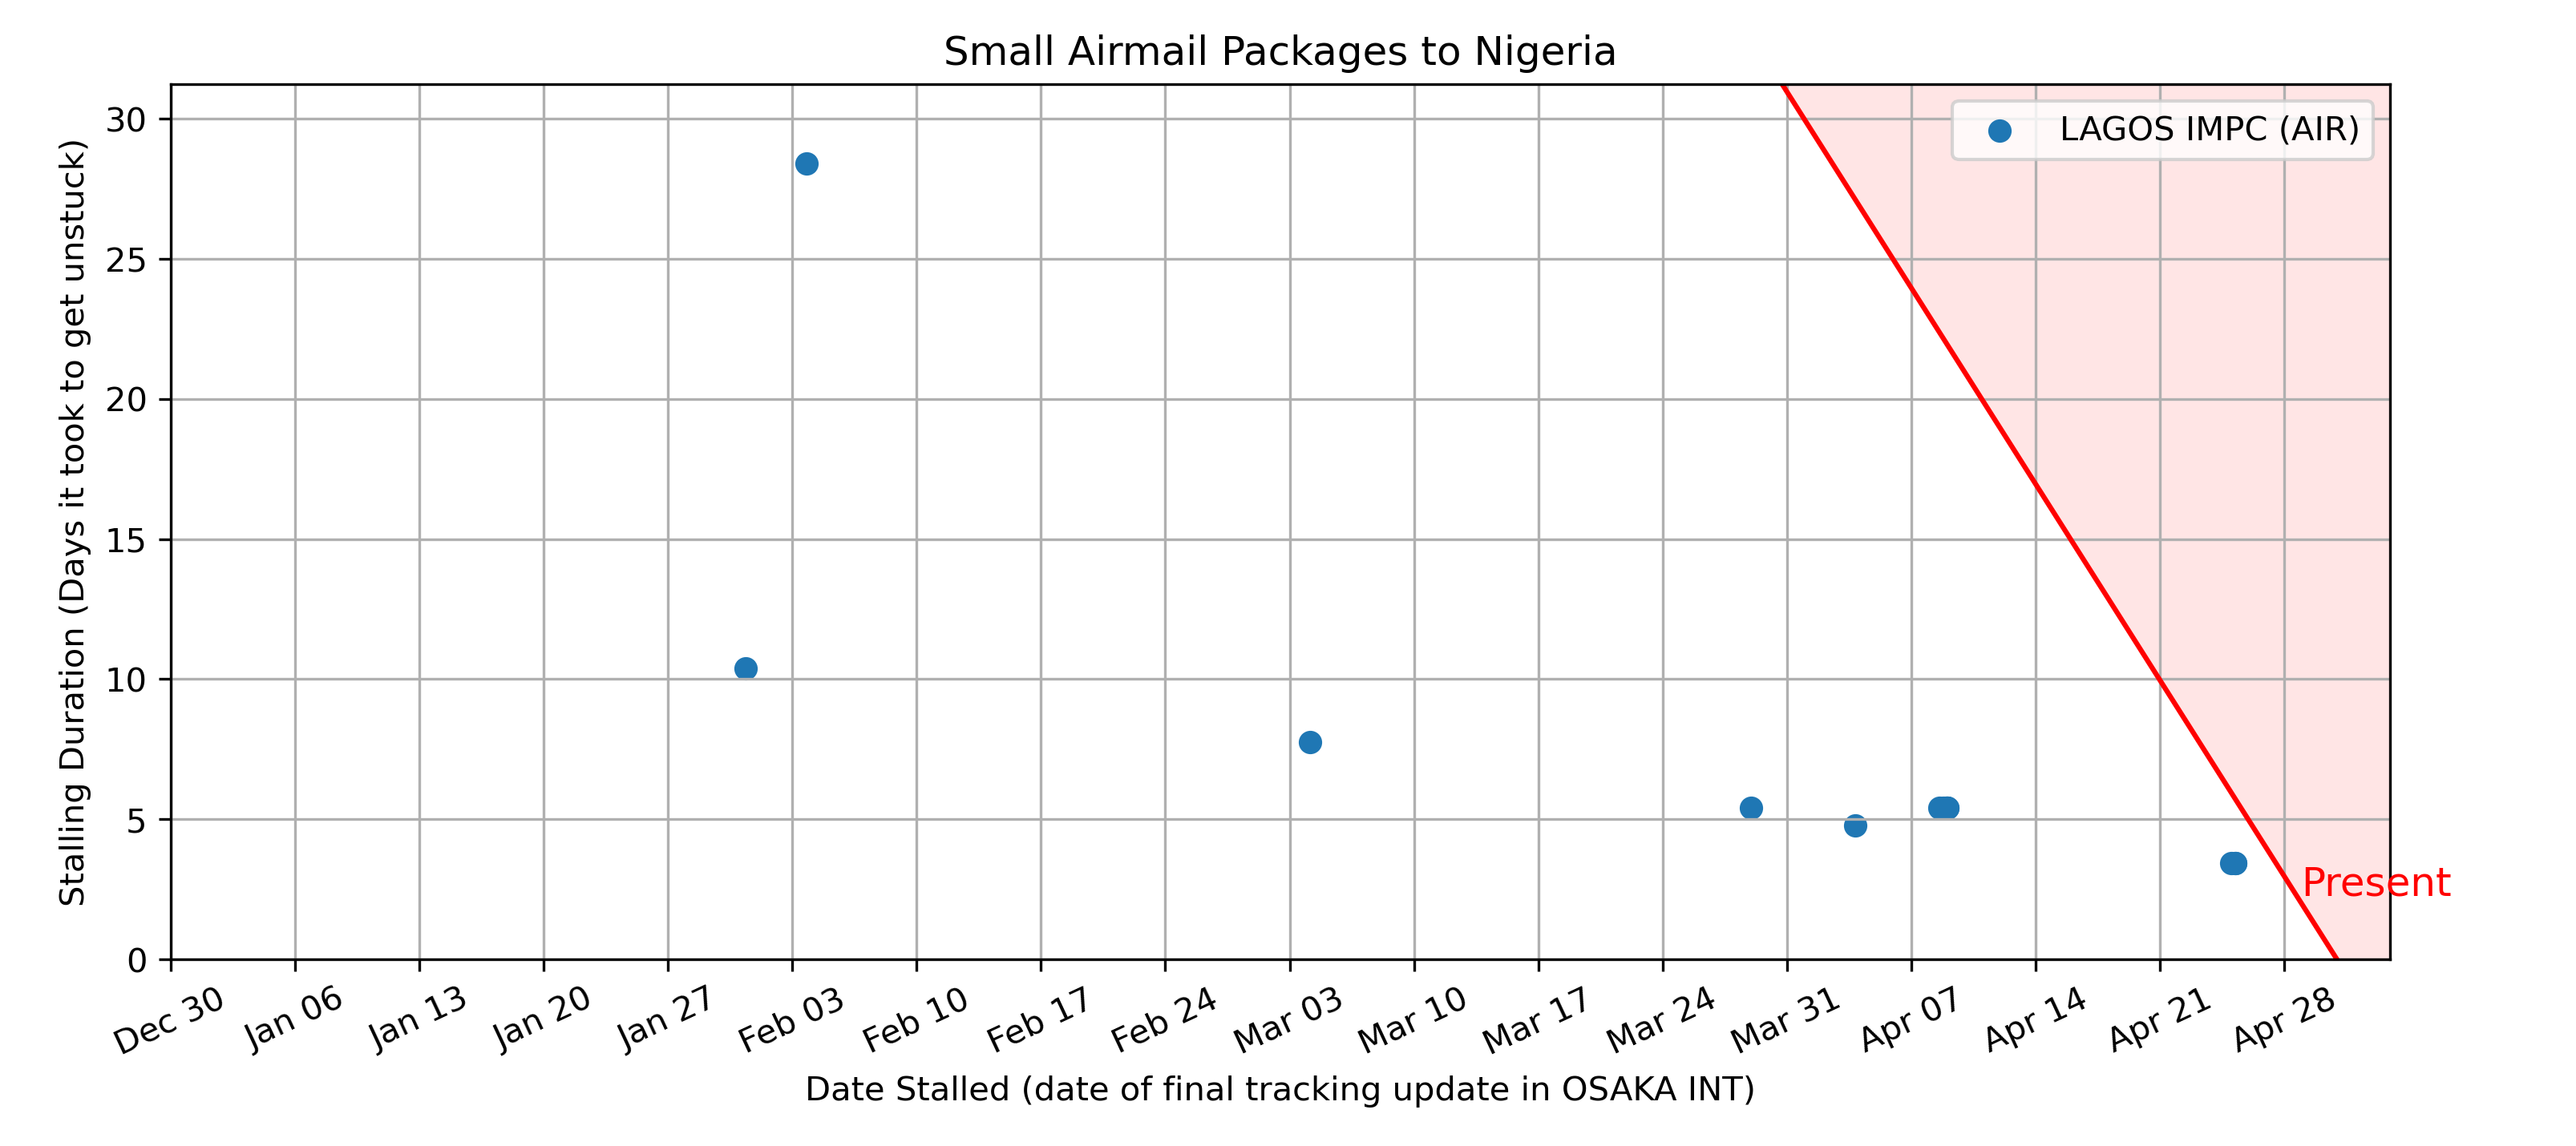 Small Airmail Packages to Nigeria
LAGOS IMPC (AIR)
Stalling Duration (Days it took to get unstuck)
30
25
20
15
10
5
0
Present
Dec 30
Jan 06
Jan 13
Jan 20
Jan 27
Feb 03
Feb 10
Feb 17
Feb 24
Mar 03
Mar 10
Mar 17
Mar 24
Mar 31
Apr 07
Apr 14
Apr 21
Apr 28
Date Stalled (date of final tracking update in OSAKA INT)